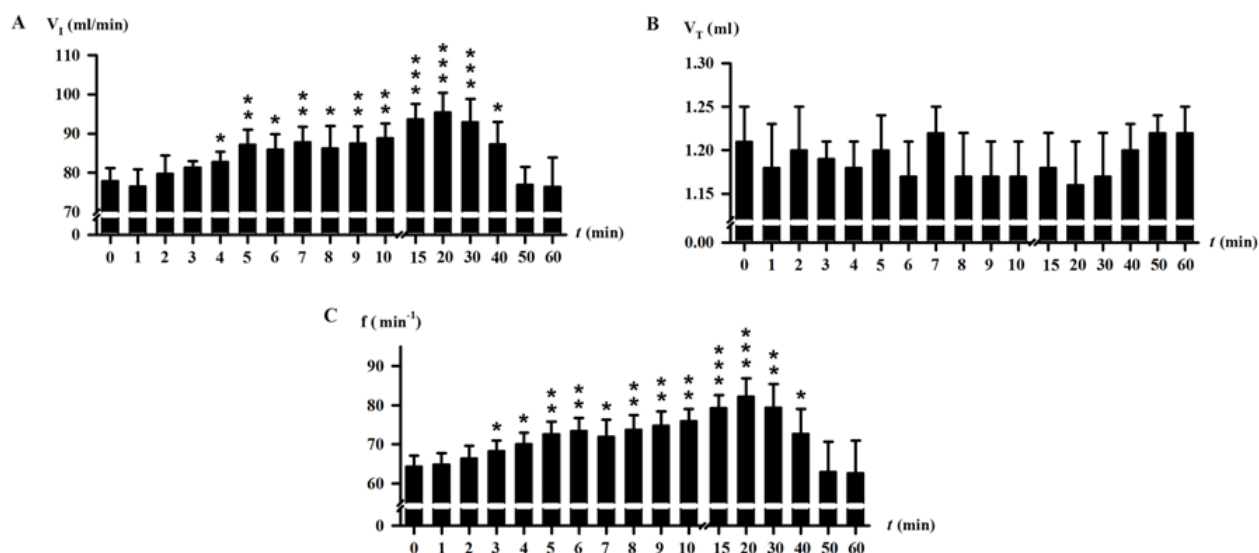 A
V_I (ml/min)
110
100
90
80
70
0
* ** * ** * ** ** *** *** *** *
0 1 2 3 4 5 6 7 8 9 10 15 20 30 40 50 60
t (min)
B
V_T (ml)
1.30
1.25
1.20
1.15
0.00
0 1 2 3 4 5 6 7 8 9 10 15 20 30 40 50 60
t (min)
C
f ( min⁻¹)
90
80
70
60
0
* * ** ** * ** ** ** *** *** ** *
0 1 2 3 4 5 6 7 8 9 10 15 20 30 40 50 60
t (min)